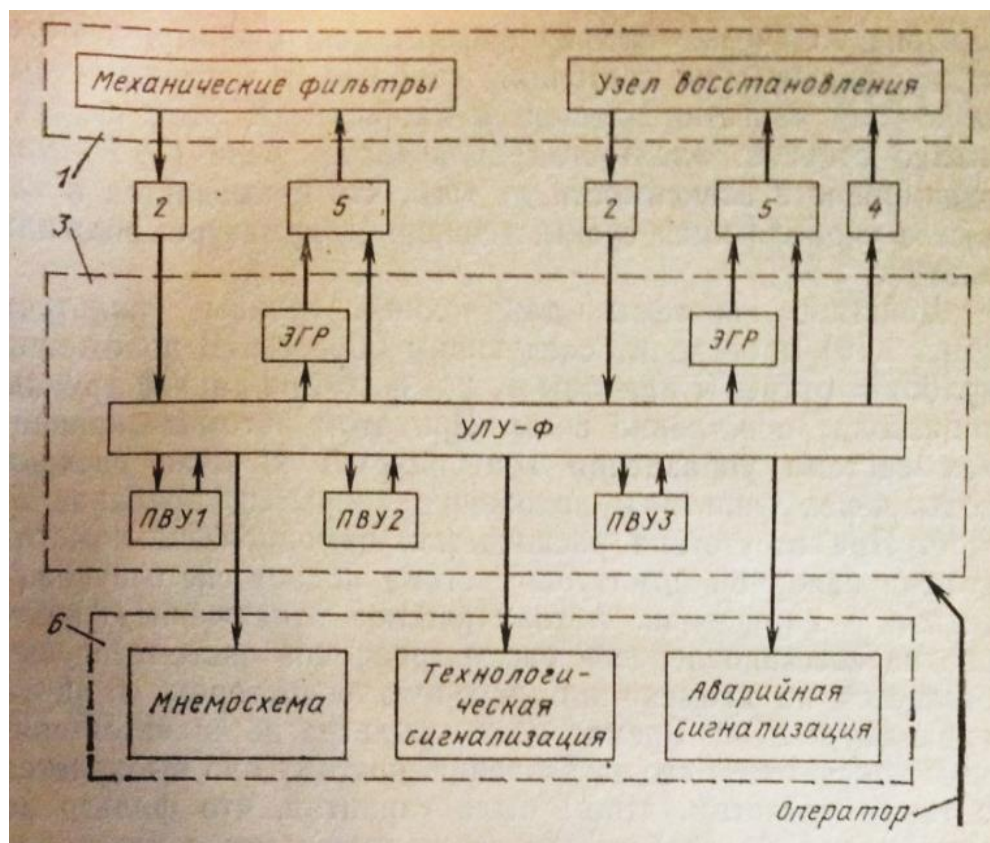 Механические фильтры
Узел восстановления
1
2
5
2
5
4
3
ЭГР
ЭГР
УЛУ-Ф
ПВУ1
ПВУ2
ПВУ3
6
Мнемосхема
Технологи-
ческая
сигнализация
Аварийная
сигнализация
Оператор